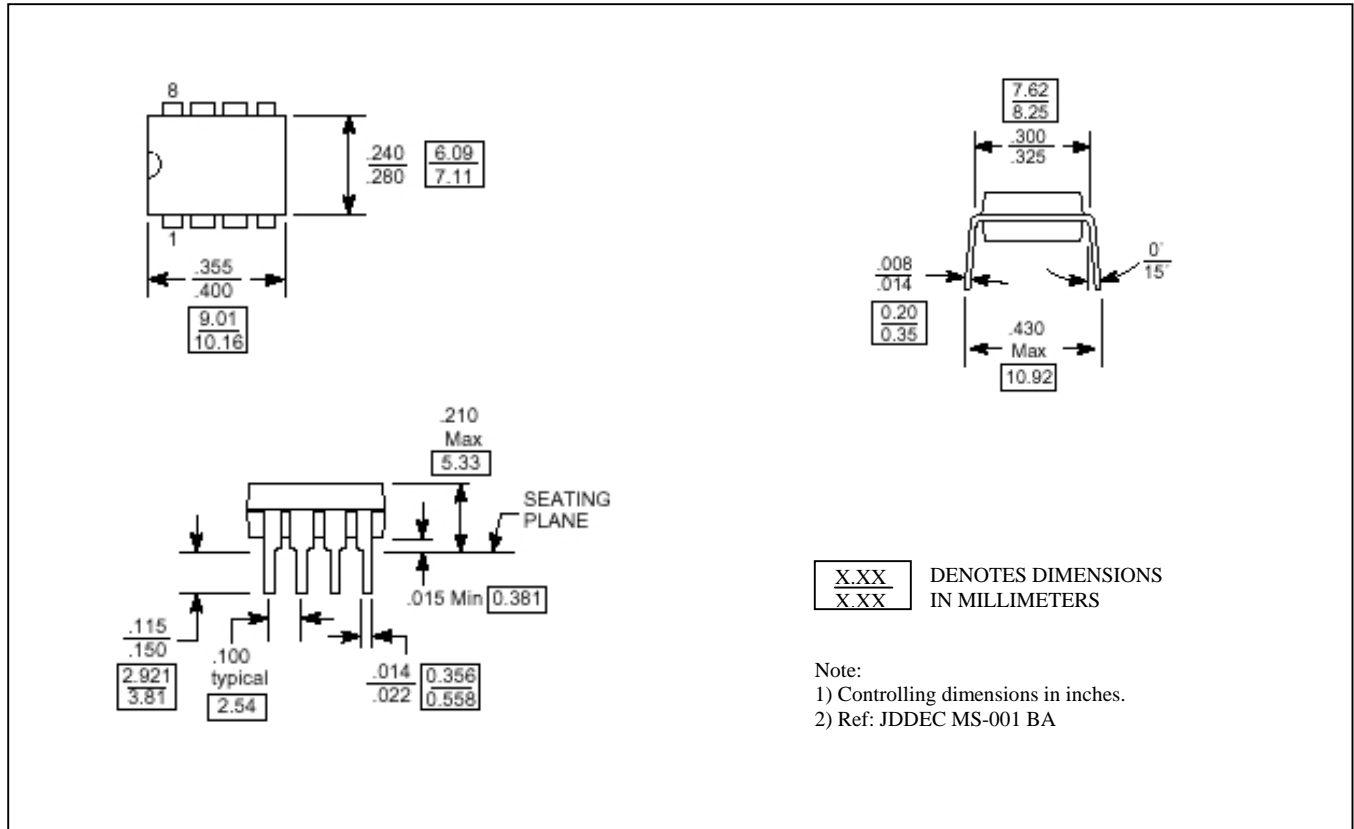 8
.240
.280
6.09
7.11
1
.355
.400
9.01
10.16
7.62
8.25
.300
.325
.008
.014
0.20
0.35
0°
15°
.430
Max
10.92
.210
Max
5.33
SEATING
PLANE
.015 Min 0.381
.115
.150
2.921
3.81
.100
typical
2.54
.014
.022
0.356
0.558
X.XX
X.XX
DENOTES DIMENSIONS
IN MILLIMETERS
Note:
1) Controlling dimensions in inches.
2) Ref: JDDEC MS-001 BA